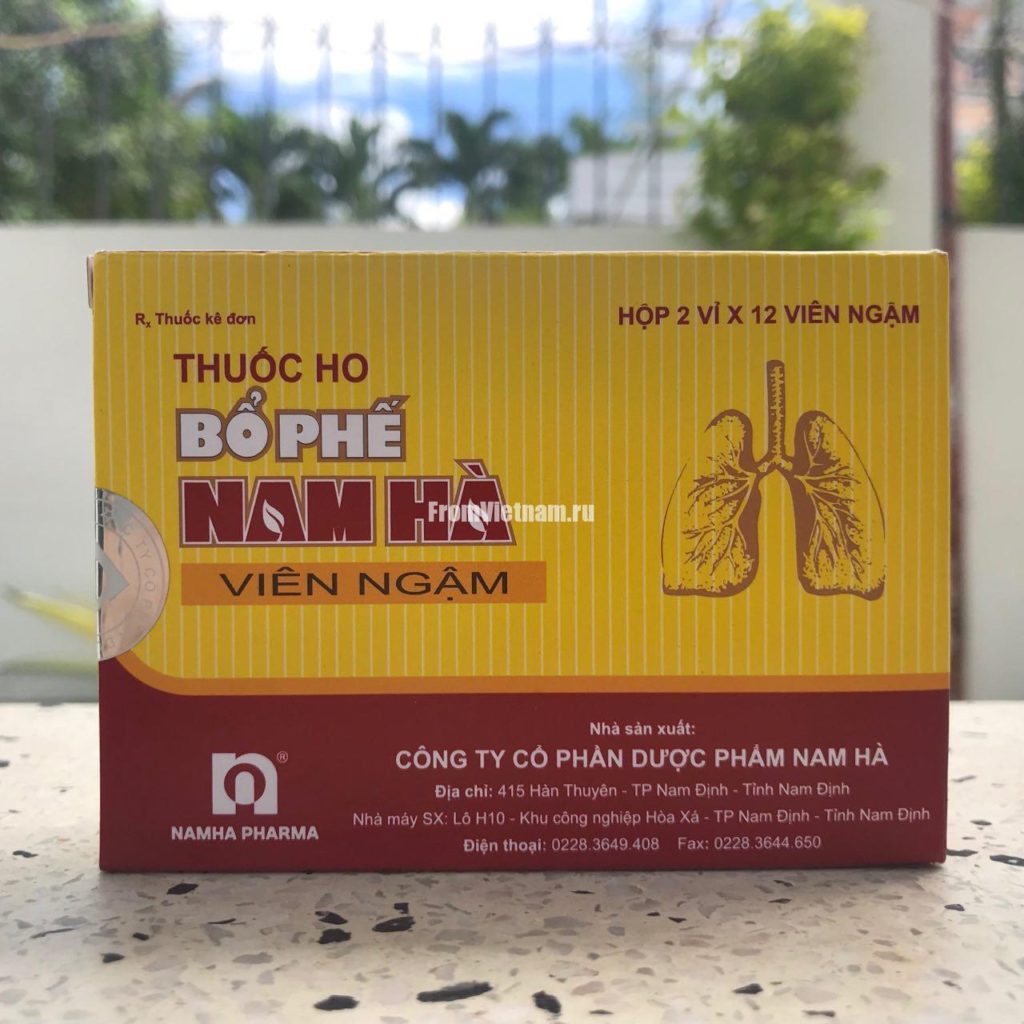 Rx Thuốc kê đơn
HỘP 2 VỈ X 12 VIÊN NGẬM
THUỐC HO
BỔ PHẾ
NAM HÀ
FromVietnam.ru
VIÊN NGẬM
TY CỔ P
Nhà sản xuất:
CÔNG TY CỔ PHẦN DƯỢC PHẨM NAM HÀ
Địa chỉ: 415 Hàn Thuyên - TP Nam Định - Tỉnh Nam Định
Nhà máy SX: Lô H10 - Khu công nghiệp Hòa Xá - TP Nam Định - Tỉnh Nam Định
Điện thoại: 0228.3649.408 Fax: 0228.3644.650
n ®
NAMHA PHARMA